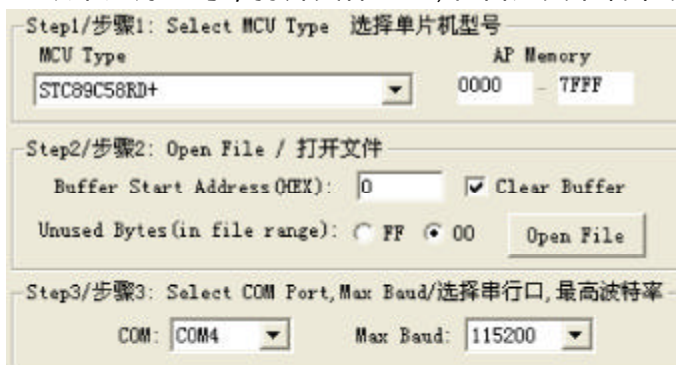 Step1/步骤1: Select MCU Type 选择单片机型号
MCU Type AP Memory
STC89C58RD+ 0000 - 7FFF
Step2/步骤2: Open File / 打开文件
Buffer Start Address(HEX): 0 Clear Buffer
Unused Bytes(in file range): FF 00 Open File
Step3/步骤3: Select COM Port,Max Baud/选择串行口,最高波特率
COM: COM4 Max Baud: 115200